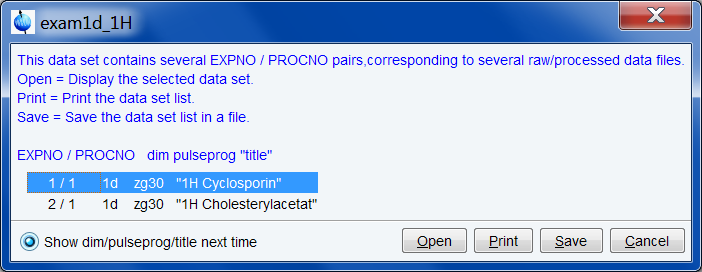 exam1d_1H
This data set contains several EXPNO / PROCNO pairs,corresponding to several raw/processed data files.
Open = Display the selected data set.
Print = Print the data set list.
Save = Save the data set list in a file.
EXPNO / PROCNO dim pulseprog "title"
1 / 1 1d zg30 "1H Cyclosporin"
2 / 1 1d zg30 "1H Cholesterylacetat"
Show dim/pulseprog/title next time Open Print Save Cancel